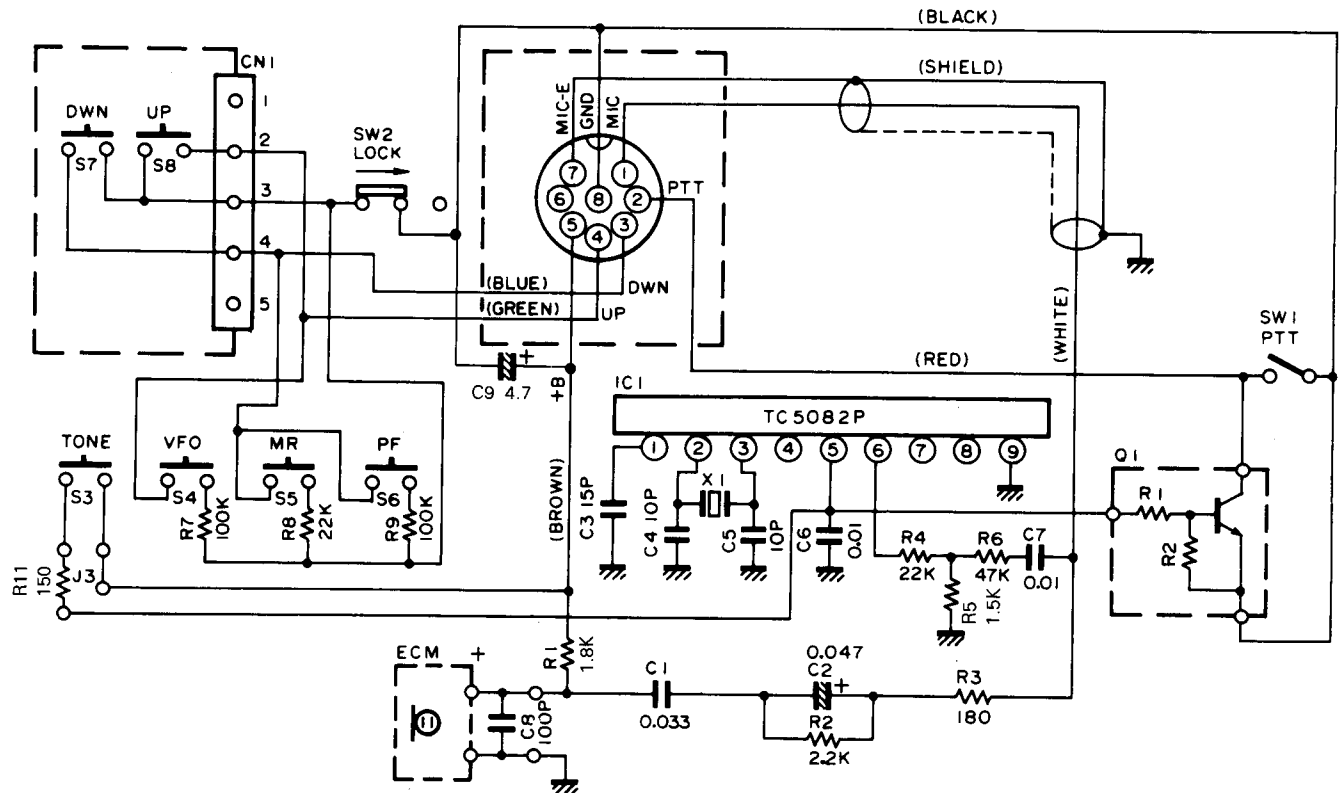 (BLACK)
CN1
1
2
3
4
5
DWN
UP
S7
S8
SW2
LOCK
(SHIELD)
MIC-E
GND
MIC
7
1
6
8
2
5
4
3
PTT
(BLUE)
DWN
(GREEN)
UP
(WHITE)
SW1
PTT
(RED)
C9 4.7
+
+B
IC1
TC5082P
1
2
3
4
5
6
7
8
9
TONE
VFO
MR
PF
S3
S4
S5
S6
R7
100K
R8
22K
R9
100K
(BROWN)
C3 15P
C4 10P
X1
C5
10P
C6
0.01
R4
22K
R6
47K
C7
0.01
R5
1.5K
Q1
R1
R2
R11
150
J3
R1
1.8K
ECM
+
C8
100P
C1
0.033
0.047
C2
+
R2
2.2K
R3
180